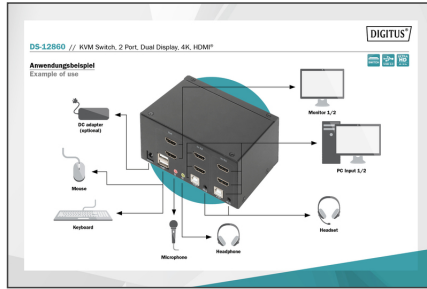 DIGITUS®
DS-12860 // KVM Switch, 2 Port, Dual Display, 4K, HDMI®
Anwendungsbeispiel
Example of use
Monitor 1/2
DC adapter
(optional)
PC Input 1/2
Mouse
Keyboard
Headset
Microphone
Headphone